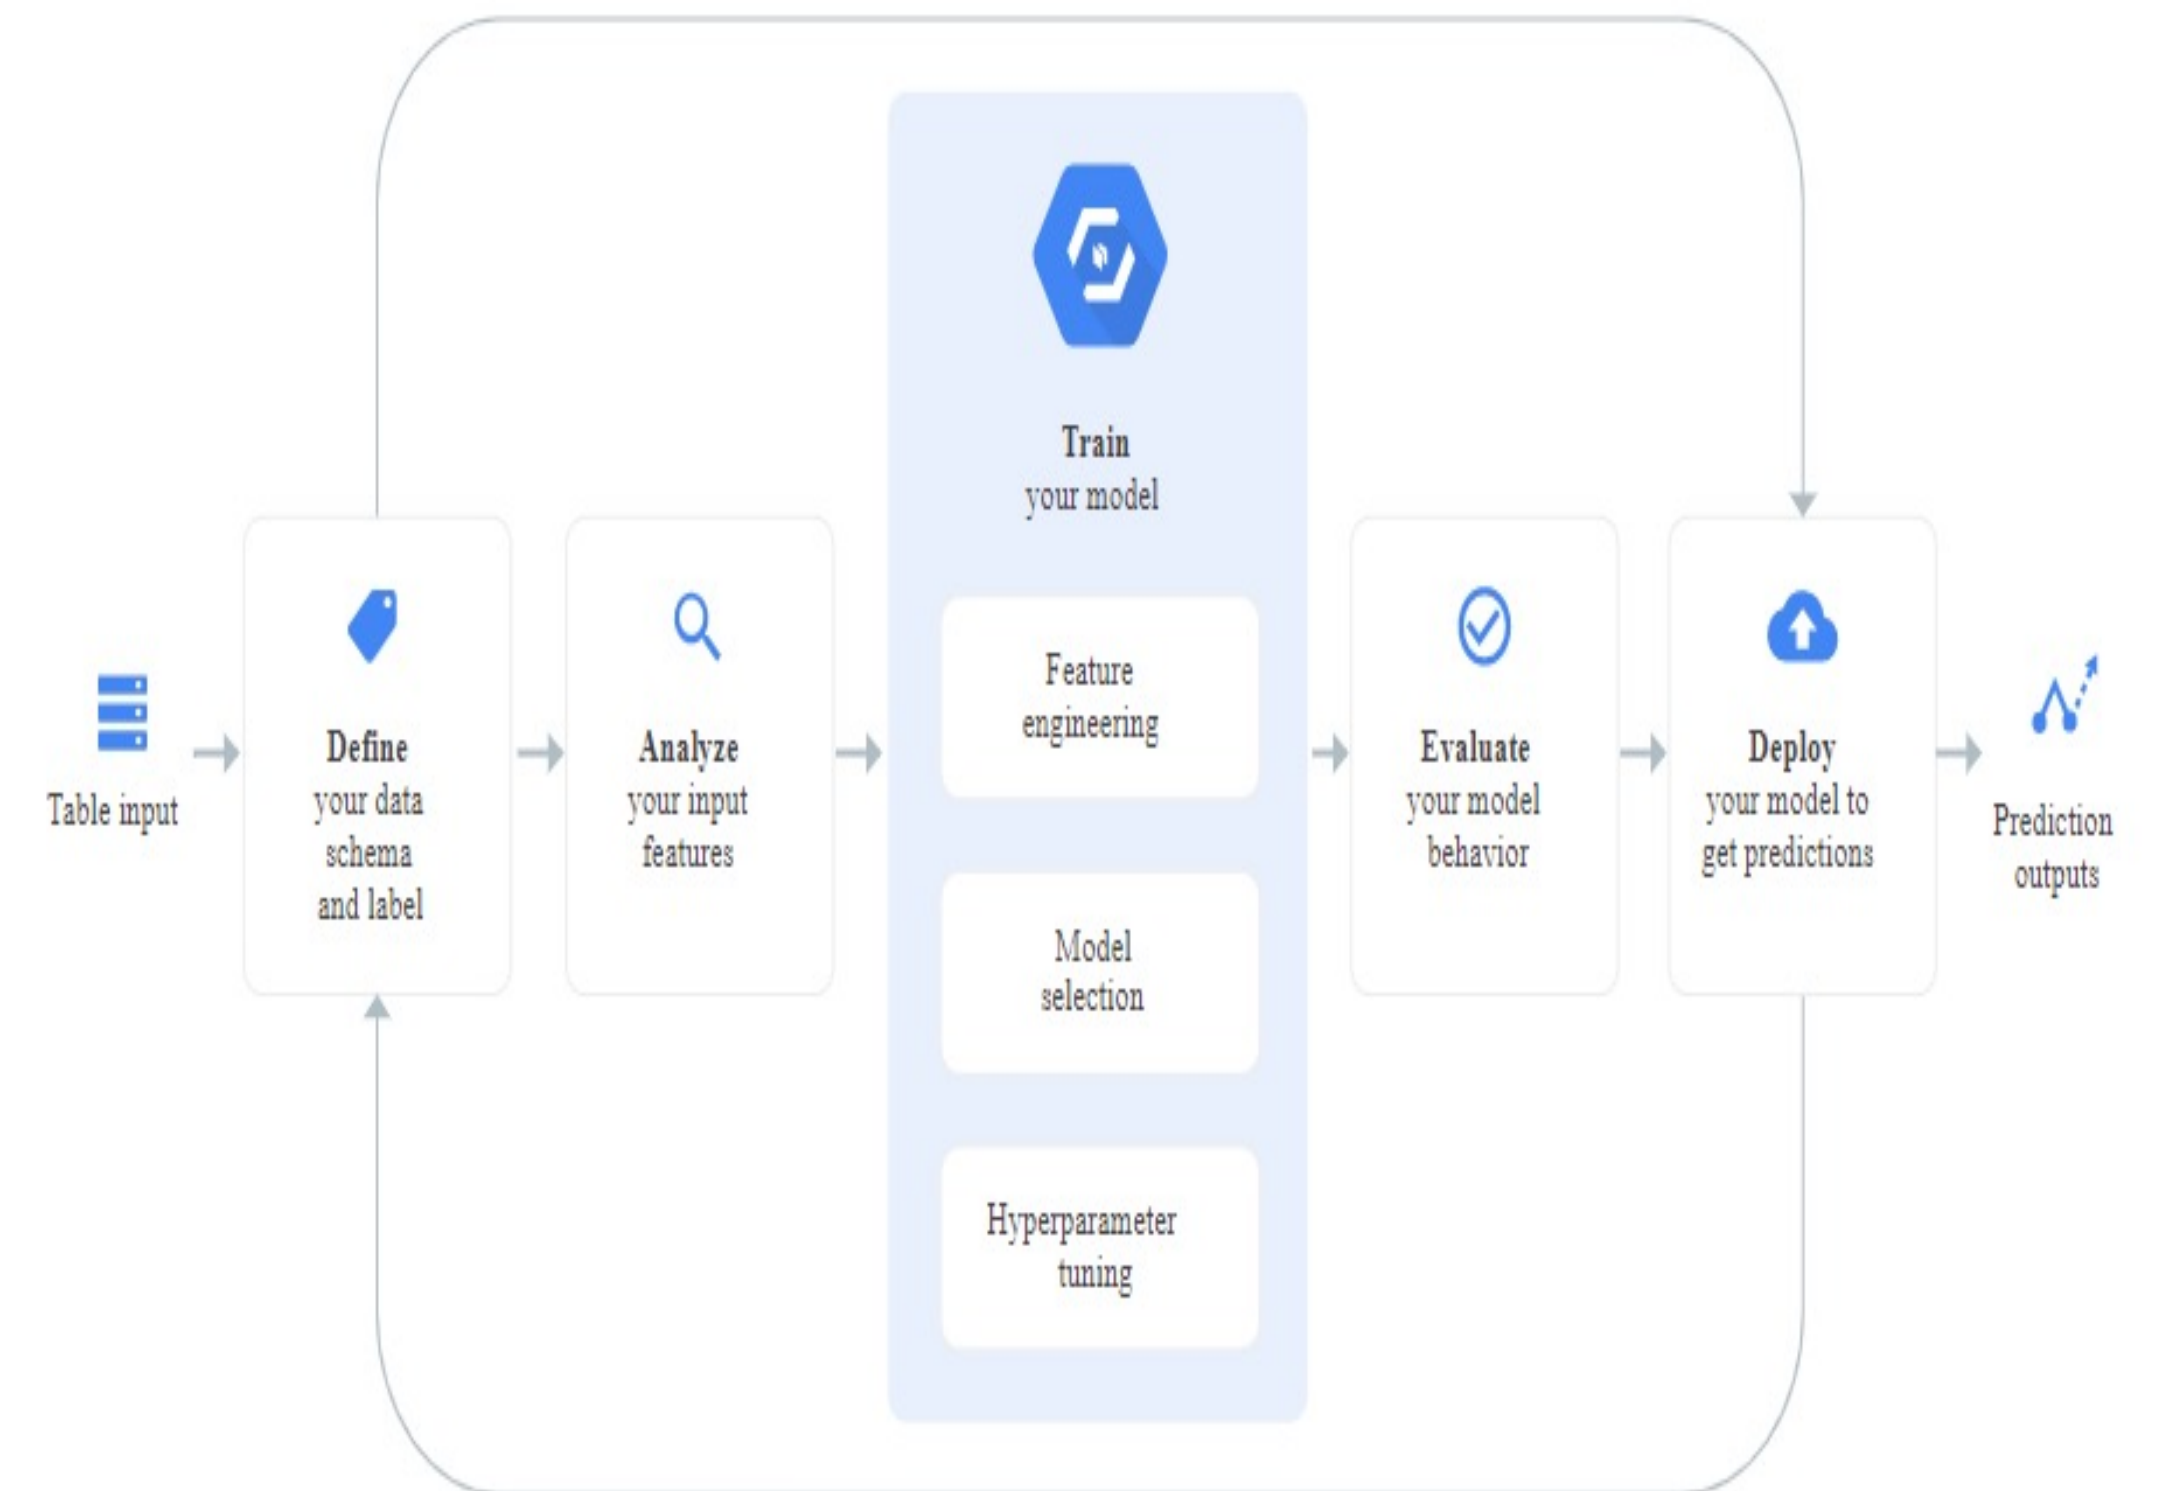 Table input
Define
your data
schema
and label
Analyze
your input
features
Train
your model
Feature
engineering
Model
selection
Hyperparameter
tuning
Evaluate
your model
behavior
Deploy
your model to
get predictions
Prediction
outputs